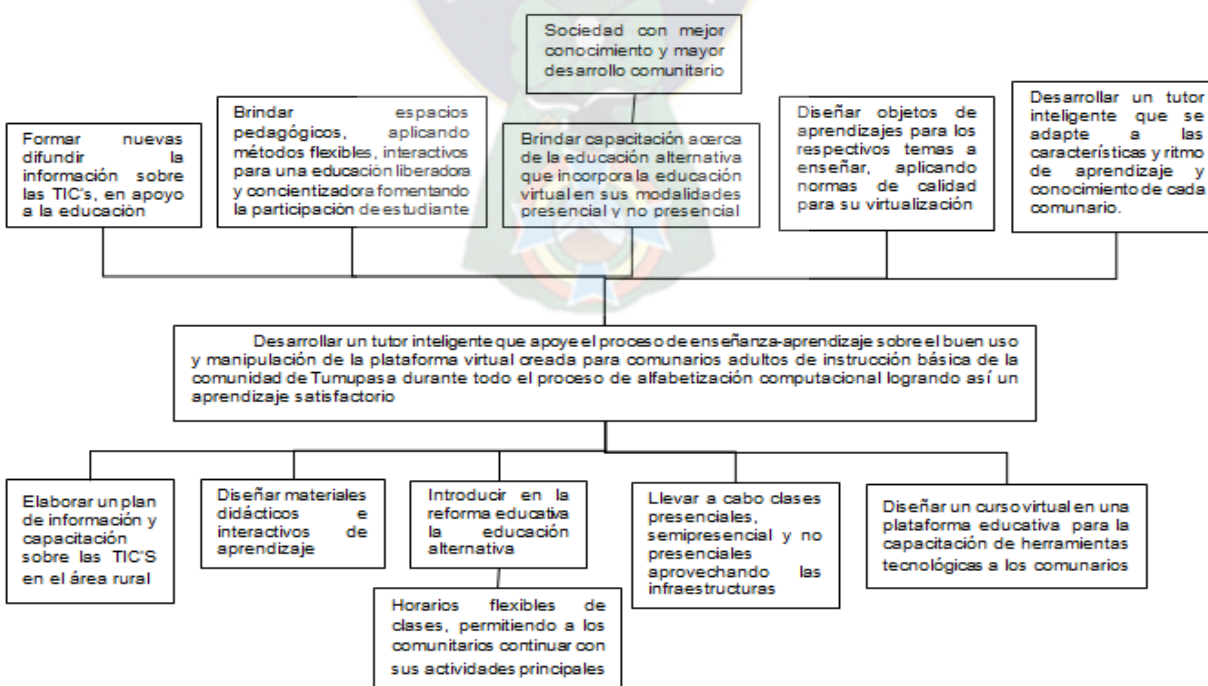 Sociedad con mejor
conocimiento y mayor
desarrollo comunitario
Formar nuevas
difundir la
información sobre
las TIC's, en apoyo
a la educación
Brindar espacios
pedagógicos, aplicando
métodos flexibles, interactivos
para una educación liberadora
y concientizadora fomentando
la participación de estudiante
Brindar capacitación acerca
de la educación alternativa
que incorpora la educación
virtual en sus modalidades
presencial y no presencial
Diseñar objetos de
aprendizajes para los
respectivos temas a
enseñar, aplicando
normas de calidad
para su virtualización
Desarrollar un tutor
inteligente que se
adapte a las
características y ritmo
de aprendizaje y
conocimiento de cada
comunario.
Desarrollar un tutor inteligente que apoye el proceso de enseñanza-aprendizaje sobre el buen uso
y manipulación de la plataforma virtual creada para comunarios adultos de instrucción básica de la
comunidad de Tumupasa durante todo el proceso de alfabetización computacional logrando así un
aprendizaje satisfactorio
Elaborar un plan
de información y
capacitación
sobre las TIC'S
en el área rural
Diseñar materiales
didácticos e
interactivos de
aprendizaje
Introducir en la
reforma educativa
la educación
alternativa
Llevar a cabo clases
presenciales,
semipresencial y no
presenciales
aprovechando las
infraestructuras
Diseñar un curso virtual en una
plataforma educativa para la
capacitación de herramientas
tecnológicas a los comunarios
Horarios flexibles de
clases, permitiendo a los
comunitarios continuar con
sus actividades principales